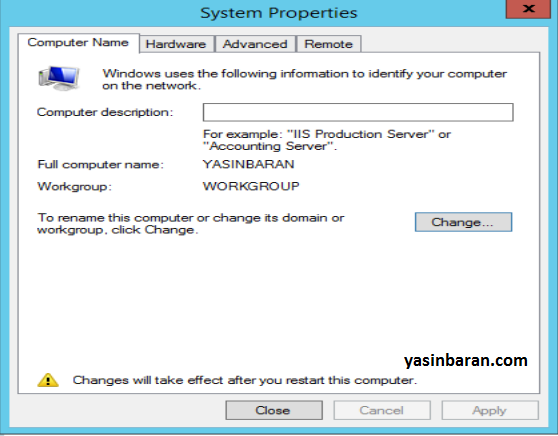 System Properties
x
Computer Name Hardware Advanced Remote
Windows uses the following information to identify your computer
on the network.
Computer description:
For example: "IIS Production Server" or
"Accounting Server".
Full computer name: YASINBARAN
Workgroup: WORKGROUP
To rename this computer or change its domain or
workgroup, click Change.
Change...
yasinbaran.com
Changes will take effect after you restart this computer.
Close Cancel Apply